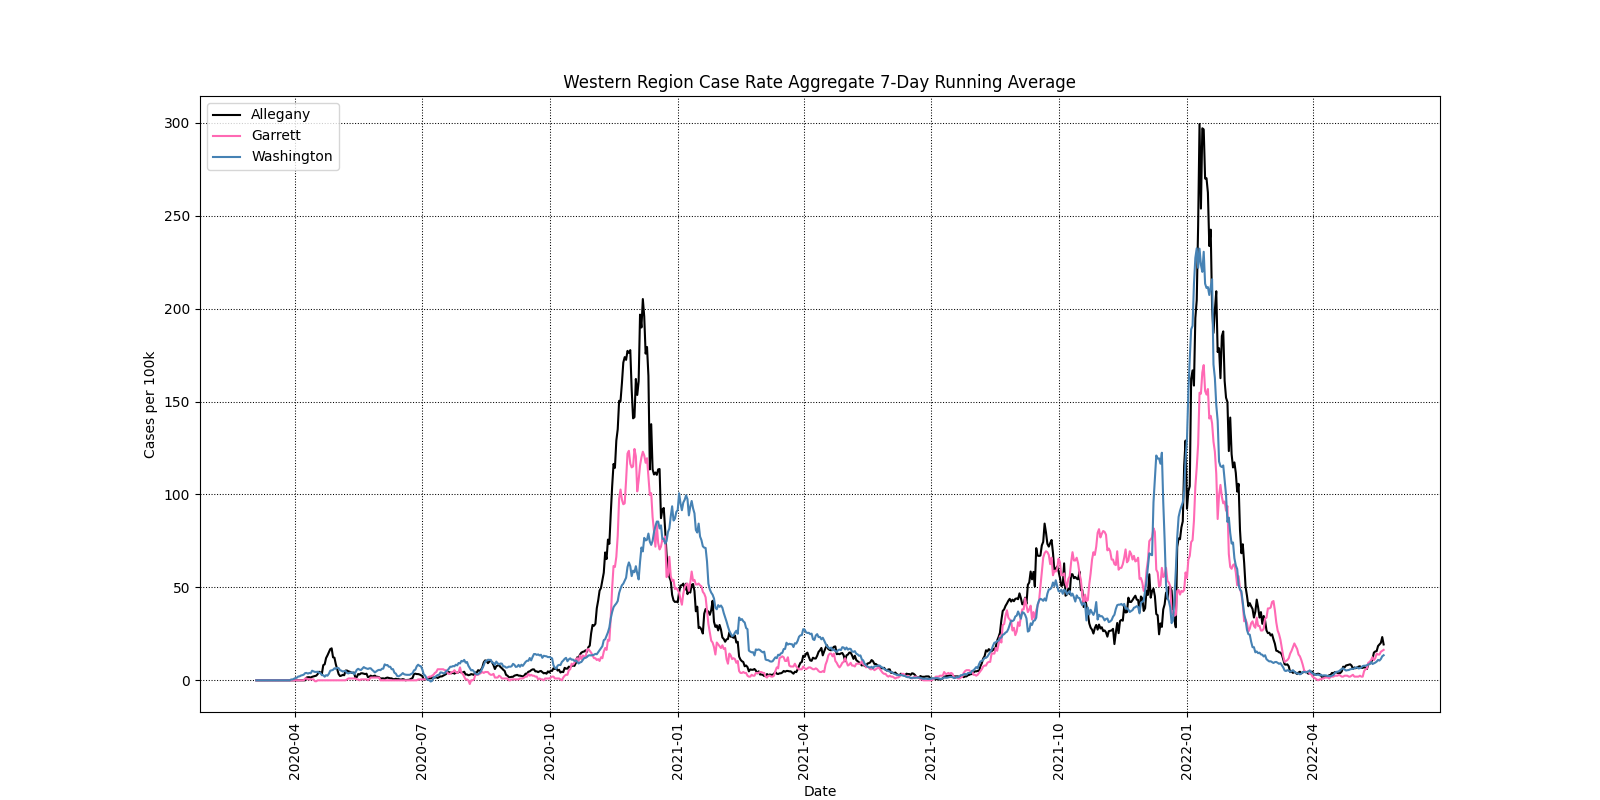 Western Region Case Rate Aggregate 7-Day Running Average
Allegany
Garrett
Washington
Cases per 100k
300
250
200
150
100
50
0
2020-04
2020-07
2020-10
2021-01
2021-04
2021-07
2021-10
2022-01
2022-04
Date